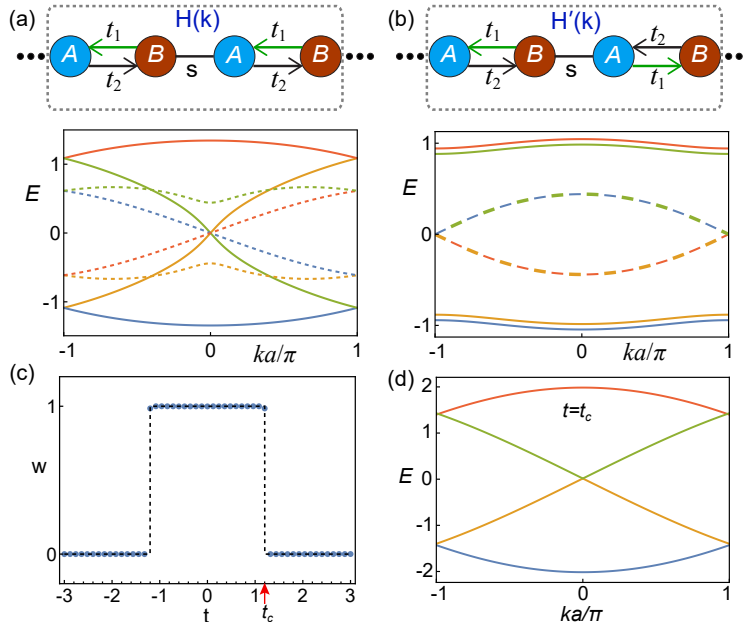 (a) H(k)
t1 t1
A B A B
t2 s t2
(b) H′(k)
t1 t2
A B A B
t2 s t1
1
E
0
-1
-1 0 1
ka/π
1
E
0
-1
-1 0 1
ka/π
(c)
1
w
0
-3 -2 -1 0 1 2 3
t tc
(d)
2
t=tc
1
E 0
-1
-2
-1 0 1
ka/π